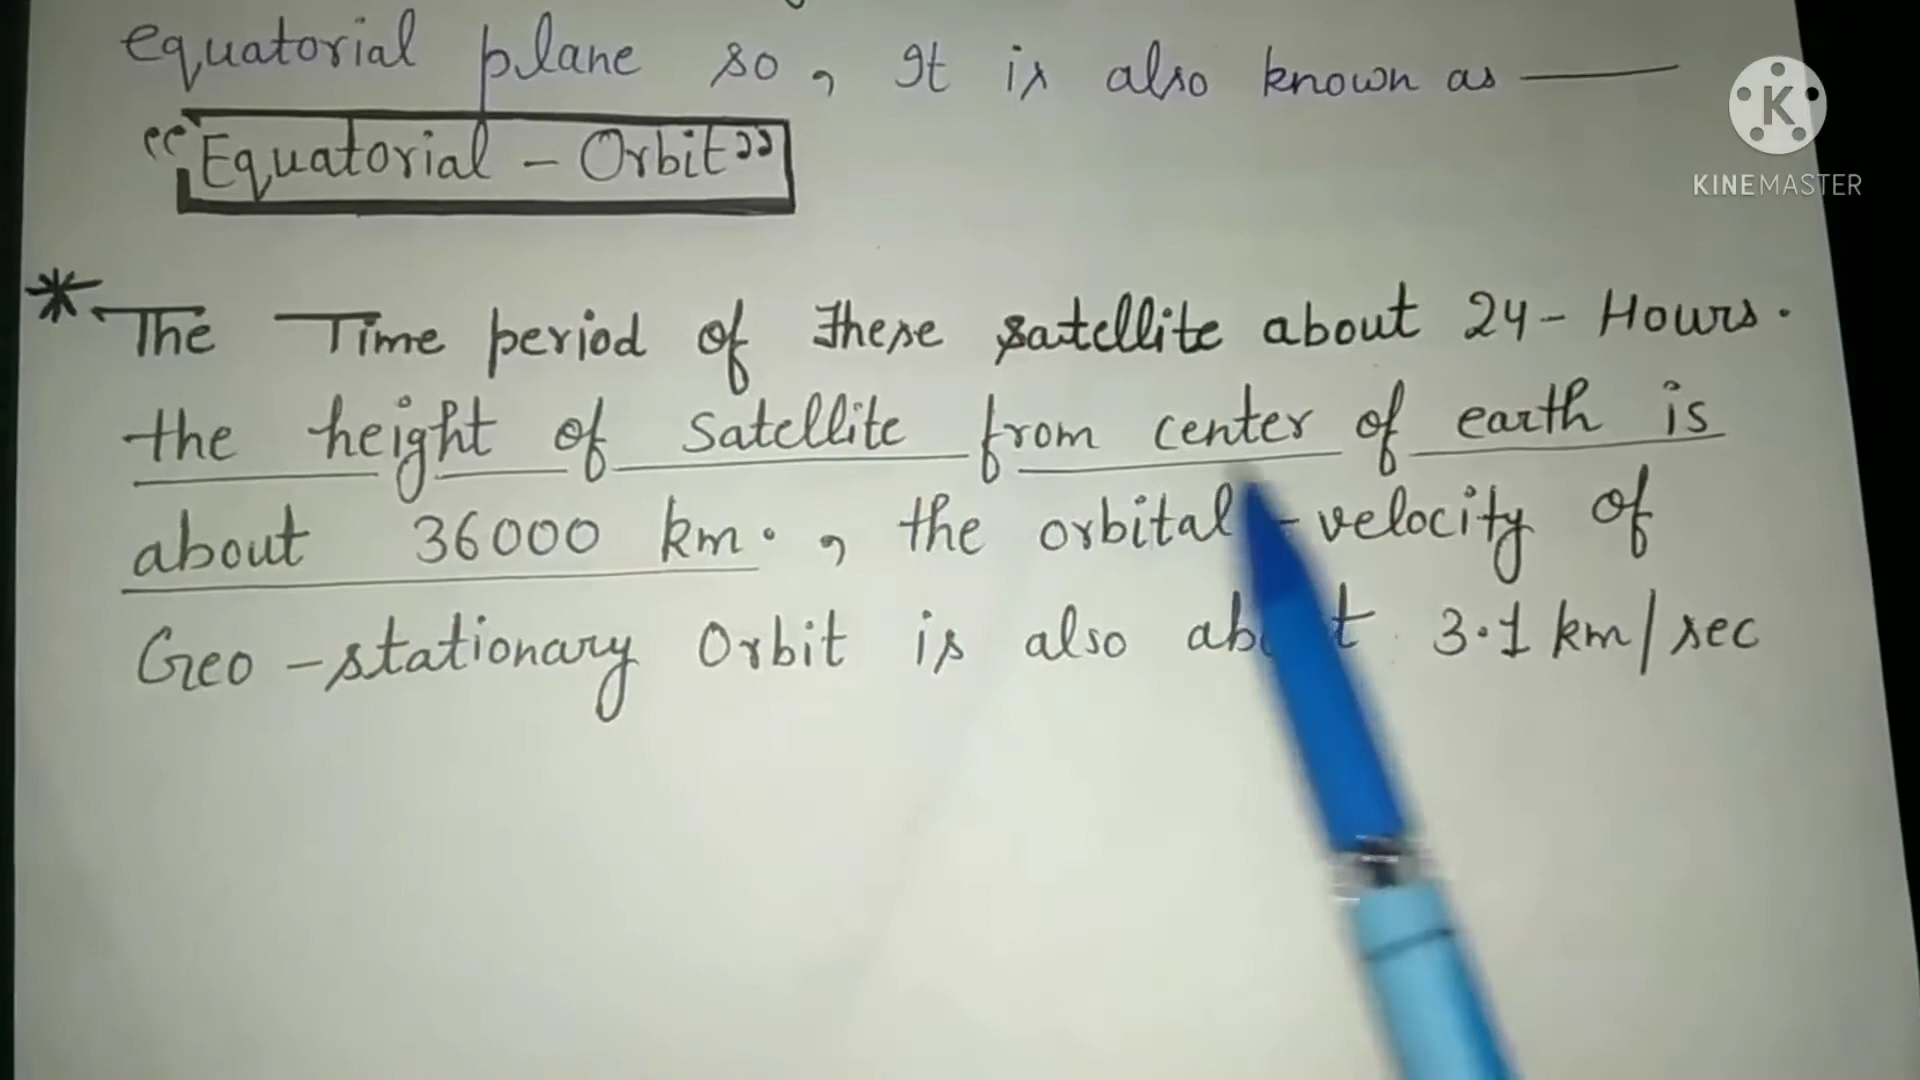 equatorial plane so, It is also known as —
"Equatorial - Orbit"
* The Time period of these satellite about 24- Hours.
the height of satellite from center of earth is
about 36000 km. , the orbital - velocity of
Geo -stationary Orbit is also 3.1 km/sec
K
KINEMASTER